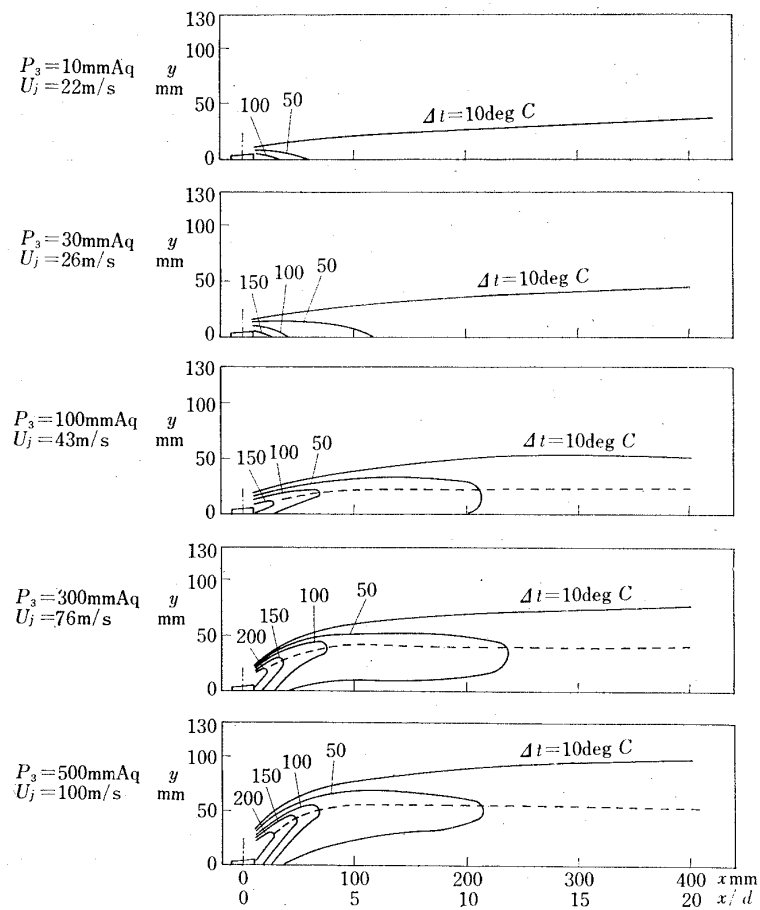 130
P₃=10mmAq y 100
U_j=22m/s mm
100 50 Δt=10deg C
50
0
130
P₃=30mmAq y 100
U_j=26m/s mm
150 100 50 Δt=10deg C
50
0
130
P₃=100mmAq y 100
U_j=43m/s mm
150 100 50 Δt=10deg C
50
0
130
P₃=300mmAq y 100
U_j=76m/s mm
200 150 100 50 Δt=10deg C
50
0
130
P₃=500mmAq y 100
U_j=100m/s mm
200 150 100 50 Δt=10deg C
50
0
0 100 200 300 400 x mm
0 5 10 15 20 x/d